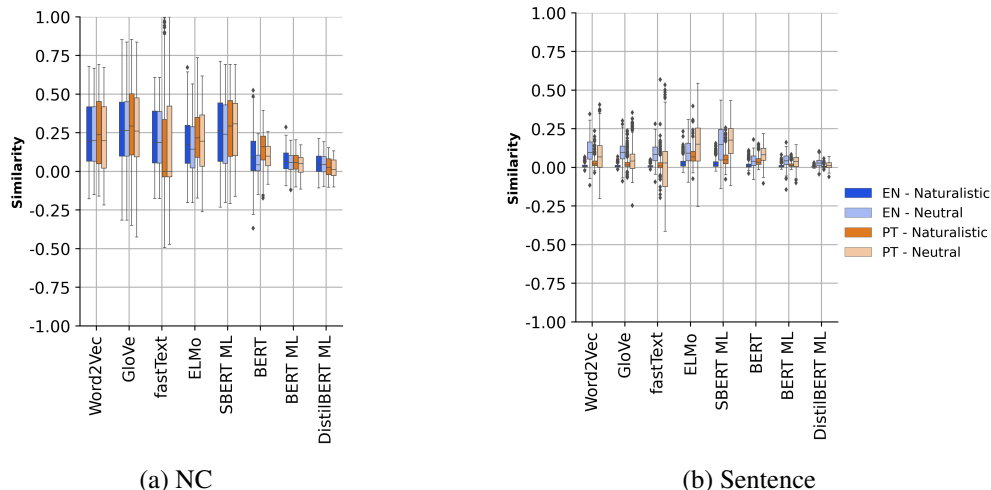 1.00
0.75
0.50
0.25
0.00
-0.25
-0.50
-0.75
-1.00
Similarity
Word2Vec
GloVe
fastText
ELMo
SBERT ML
BERT
BERT ML
DistilBERT ML
(a) NC
1.00
0.75
0.50
0.25
0.00
-0.25
-0.50
-0.75
-1.00
Similarity
Word2Vec
GloVe
fastText
ELMo
SBERT ML
BERT
BERT ML
DistilBERT ML
(b) Sentence
EN - Naturalistic
EN - Neutral
PT - Naturalistic
PT - Neutral